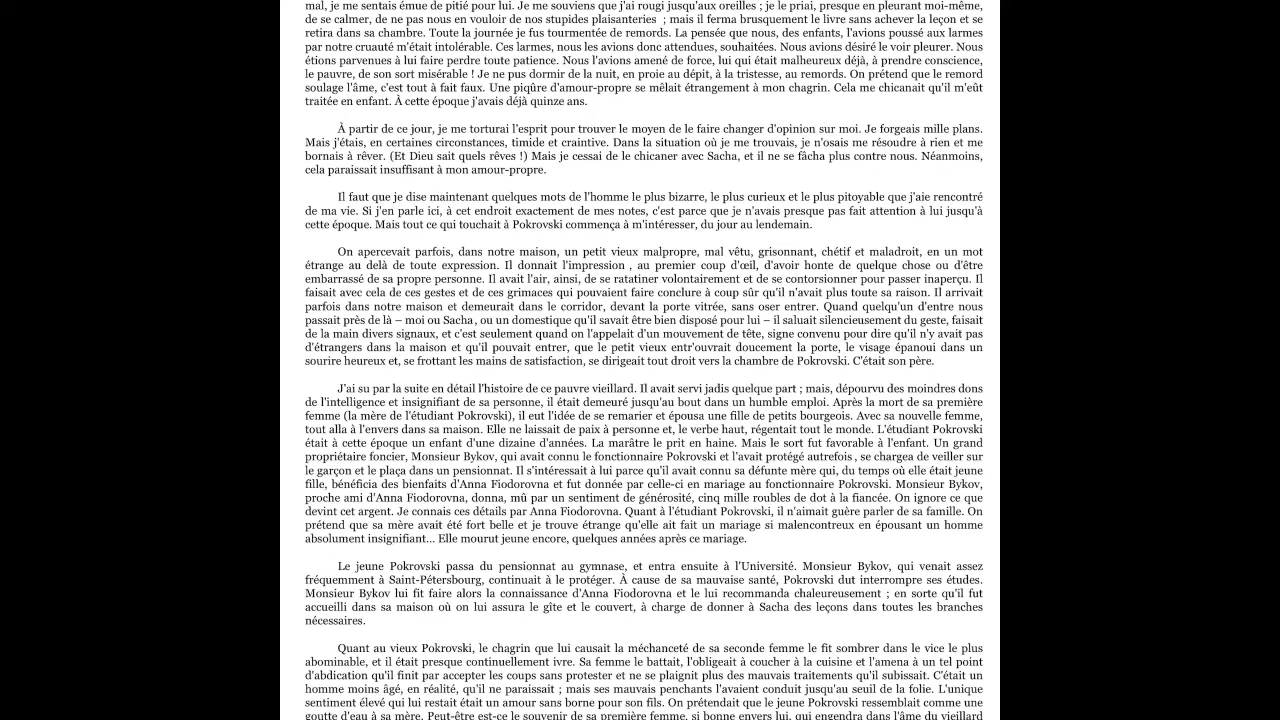 mal, je me sentais émue de pitié pour lui. Je me souviens que j'ai rougi jusqu'aux oreilles ; je le priai, presque en pleurant moi-même,
de se calmer, de ne pas nous en vouloir de nos stupides plaisanteries ; mais il ferma brusquement le livre sans achever la leçon et se
retira dans sa chambre. Toute la journée je fus tourmentée de remords. La pensée que nous, des enfants, l'avions poussé aux larmes
par notre cruauté m'était intolérable. Ces larmes, nous les avions donc attendues, souhaitées. Nous avions désiré le voir pleurer. Nous
étions parvenues à lui faire perdre toute patience. Nous l'avions amené de force, lui qui était malheureux déjà, à prendre conscience,
le pauvre, de son sort misérable ! Je ne pus dormir de la nuit, en proie au dépit, à la tristesse, au remords. On prétend que le remord
soulage l'âme, c'est tout à fait faux. Une piqûre d'amour-propre se mêlait étrangement à mon chagrin. Cela me chicanait qu'il m'eût
traitée en enfant. À cette époque j'avais déjà quinze ans.
À partir de ce jour, je me torturai l'esprit pour trouver le moyen de le faire changer d'opinion sur moi. Je forgeais mille plans.
Mais j'étais, en certaines circonstances, timide et craintive. Dans la situation où je me trouvais, je n'osais me résoudre à rien et me
bornais à rêver. (Et Dieu sait quels rêves !) Mais je cessai de le chicaner avec Sacha, et il ne se fâcha plus contre nous. Néanmoins,
cela paraissait insuffisant à mon amour-propre.
Il faut que je dise maintenant quelques mots de l'homme le plus bizarre, le plus curieux et le plus pitoyable que j'aie rencontré
de ma vie. Si j'en parle ici, à cet endroit exactement de mes notes, c'est parce que je n'avais presque pas fait attention à lui jusqu'à
cette époque. Mais tout ce qui touchait à Pokrovski commença à m'intéresser, du jour au lendemain.
On apercevait parfois, dans notre maison, un petit vieux malpropre, mal vêtu, grisonnant, chétif et maladroit, en un mot
étrange au delà de toute expression. Il donnait l'impression , au premier coup d'œil, d'avoir honte de quelque chose ou d'être
embarrassé de sa propre personne. Il avait l'air, ainsi, de se ratatiner volontairement et de se contorsionner pour passer inaperçu. Il
faisait avec cela de ces gestes et de ces grimaces qui pouvaient faire conclure à coup sûr qu'il n'avait plus toute sa raison. Il arrivait
parfois dans notre maison et demeurait dans le corridor, devant la porte vitrée, sans oser entrer. Quand quelqu'un d'entre nous
passait près de là – moi ou Sacha, ou un domestique qu'il savait être bien disposé pour lui – il saluait silencieusement du geste, faisait
de la main divers signaux, et c'est seulement quand on l'appelait d'un mouvement de tête, signe convenu pour dire qu'il n'y avait pas
d'étrangers dans la maison et qu'il pouvait entrer, que le petit vieux entr'ouvrait doucement la porte, le visage épanoui dans un
sourire heureux et, se frottant les mains de satisfaction, se dirigeait tout droit vers la chambre de Pokrovski. C'était son père.
J'ai su par la suite en détail l'histoire de ce pauvre vieillard. Il avait servi jadis quelque part ; mais, dépourvu des moindres dons
de l'intelligence et insignifiant de sa personne, il était demeuré jusqu'au bout dans un humble emploi. Après la mort de sa première
femme (la mère de l'étudiant Pokrovski), il eut l'idée de se remarier et épousa une fille de petits bourgeois. Avec sa nouvelle femme,
tout alla à l'envers dans sa maison. Elle ne laissait de paix à personne et, le verbe haut, régentait tout le monde. L'étudiant Pokrovski
était à cette époque un enfant d'une dizaine d'années. La marâtre le prit en haine. Mais le sort fut favorable à l'enfant. Un grand
propriétaire foncier, Monsieur Bykov, qui avait connu le fonctionnaire Pokrovski et l'avait protégé autrefois , se chargea de veiller sur
le garçon et le plaça dans un pensionnat. Il s'intéressait à lui parce qu'il avait connu sa défunte mère qui, du temps où elle était jeune
fille, bénéficia des bienfaits d'Anna Fiodorovna et fut donnée par celle-ci en mariage au fonctionnaire Pokrovski. Monsieur Bykov,
proche ami d'Anna Fiodorovna, donna, mû par un sentiment de générosité, cinq mille roubles de dot à la fiancée. On ignore ce que
devint cet argent. Je connais ces détails par Anna Fiodorovna. Quant à l'étudiant Pokrovski, il n'aimait guère parler de sa famille. On
prétend que sa mère avait été fort belle et je trouve étrange qu'elle ait fait un mariage si malencontreux en épousant un homme
absolument insignifiant... Elle mourut jeune encore, quelques années après ce mariage.
Le jeune Pokrovski passa du pensionnat au gymnase, et entra ensuite à l'Université. Monsieur Bykov, qui venait assez
fréquemment à Saint-Pétersbourg, continuait à le protéger. À cause de sa mauvaise santé, Pokrovski dut interrompre ses études.
Monsieur Bykov lui fit faire alors la connaissance d'Anna Fiodorovna et le lui recommanda chaleureusement ; en sorte qu'il fut
accueilli dans sa maison où on lui assura le gîte et le couvert, à charge de donner à Sacha des leçons dans toutes les branches
nécessaires.
Quant au vieux Pokrovski, le chagrin que lui causait la méchanceté de sa seconde femme le fit sombrer dans le vice le plus
abominable, et il était presque continuellement ivre. Sa femme le battait, l'obligeait à coucher à la cuisine et l'amena à un tel point
d'abdication qu'il finit par accepter les coups sans protester et ne se plaignit plus des mauvais traitements qu'il subissait. C'était un
homme moins âgé, en réalité, qu'il ne paraissait ; mais ses mauvais penchants l'avaient conduit jusqu'au seuil de la folie. L'unique
sentiment élevé qui lui restait était un amour sans borne pour son fils. On prétendait que le jeune Pokrovski ressemblait comme une
goutte d'eau à sa mère. Peut-être est-ce le souvenir de sa première femme, si bonne envers lui, qui engendra dans l'âme du vieillard